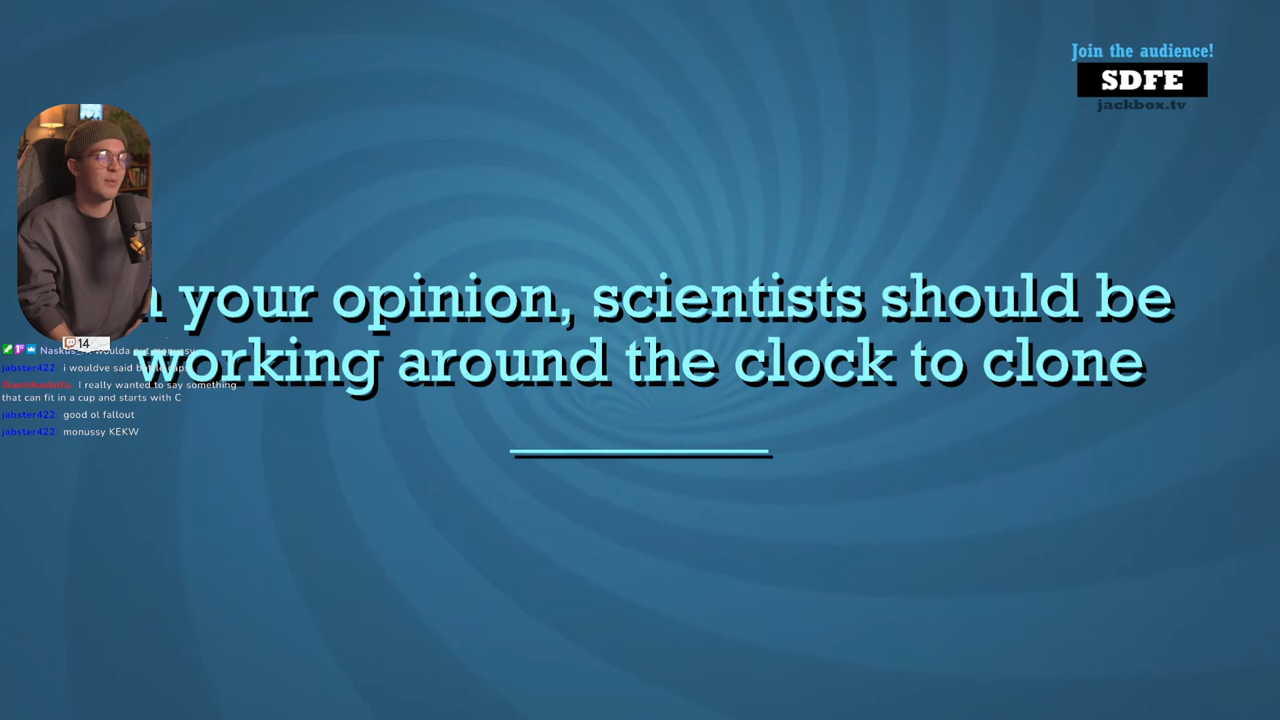 Join the audience!
SDFE
jackbox.tv
your opinion, scientists should be
working around the clock to clone
14
jabster422: i wouldve said
I really wanted to say something
that can fit in a cup and starts with C
jabster422: good ol fallout
jabster422: monussy KEKW